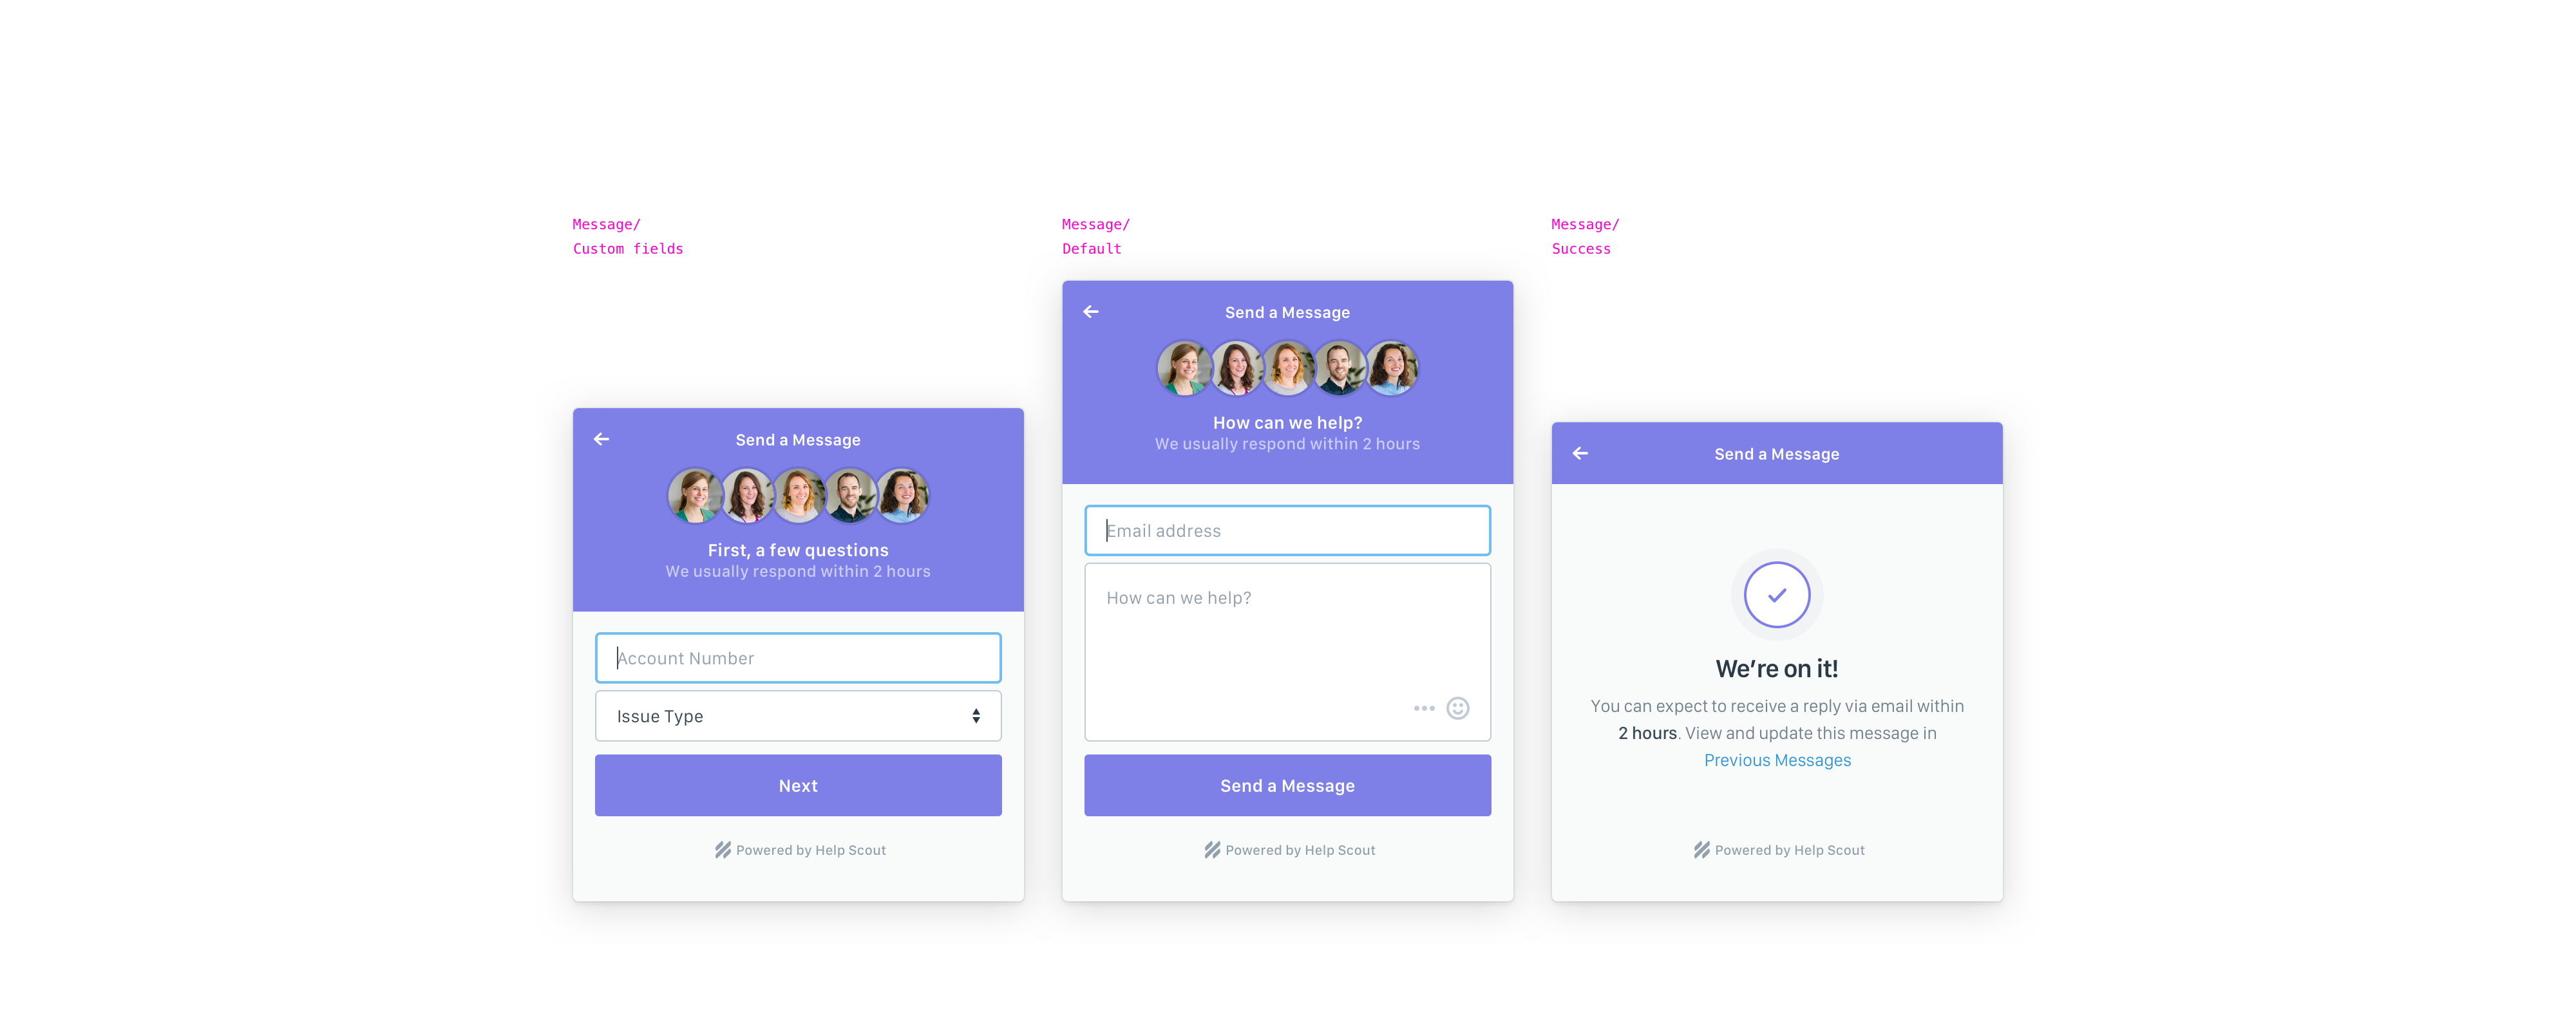 Message/
Custom fields
Send a Message
First, a few questions
We usually respond within 2 hours
Account Number
Issue Type
Next
Powered by Help Scout
Message/
Default
Send a Message
How can we help?
We usually respond within 2 hours
Email address
How can we help?
Send a Message
Powered by Help Scout
Message/
Success
Send a Message
We’re on it!
You can expect to receive a reply via email within
2 hours. View and update this message in
Previous Messages
Powered by Help Scout